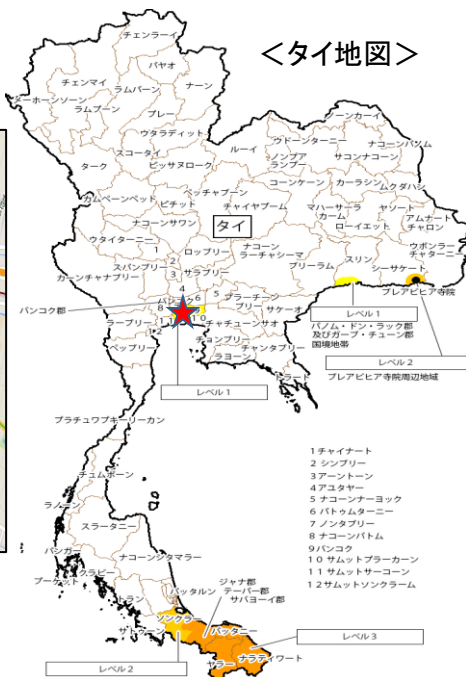 ＜タイ地図＞
チェンラーイ
パヤオ
チェンマイ
ナーン
ラムパーン
メーホーンソーン
ラムプーン
プレー
ウタラディット
ノーンカーイ
スコータイ
ルーイ
ウドーンターニー
ナコーンパノム
ターク
ピッサヌローク
ノンブア
ランプー
サコンナコーン
コーンケーン
カーラシン
ムクダハン
カムペーンペット
ピチット
ペッチャブーン
チャイヤプーム
マハーサーラ
カーム
ヤソートー
ローイエット
アムナート
チャロン
ナコーンサワン
タイ
ウタイターニー
1
ロッブリー
ナコーン
ラーチャシーマ
ウボンラー
チャターニー
スリン
シーサケート
ブリーラム
2
スパンブリー
3
サラブリー
カーンチャナブリー
4
5
プラーチーン
ブリー
サケーオ
プレアビヒア寺院
バンコク郡
6
8
ラーブリー
チャチューンサオ
チョンブリー
チャンタブリー
ペッブリー
ラヨーン
トラート
レベル１
レベル１
パノム・ドン・ラック郡
及びガープ・チューン郡
国境地帯
レベル２
プレアビヒア寺院周辺地域
プラチュワプキーリーカン
1 チャイナート
2 シンブリー
3 アーントーン
4 アユタヤー
5 ナコーンナーヨック
6 パトゥムターニー
7 ノンタブリー
8 ナコーンパトム
9 バンコク
1 0 サムットプラーカーン
1 1 サムットサーコーン
1 2 サムットソンクラーム
チュムポーン
ラノーン
スラータニー
パンガー
ナコーンシタマラー
クラビー
プーケット
トラン
パッタルン
ジャナ郡
テーパー郡
サバヨーイ郡
ソンクラー
サトゥーン
パッタニー
レベル３
レベル２
ヤラー
ナラティワート